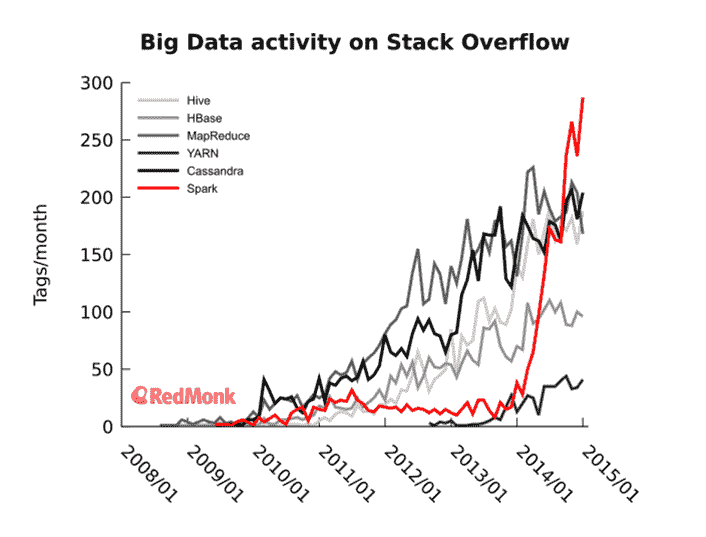 Big Data activity on Stack Overflow
300
250
200
150
100
50
0
Tags/month
Hive
HBase
MapReduce
YARN
Cassandra
Spark
RedMonk
2008/01
2009/01
2010/01
2011/01
2012/01
2013/01
2014/01
2015/01